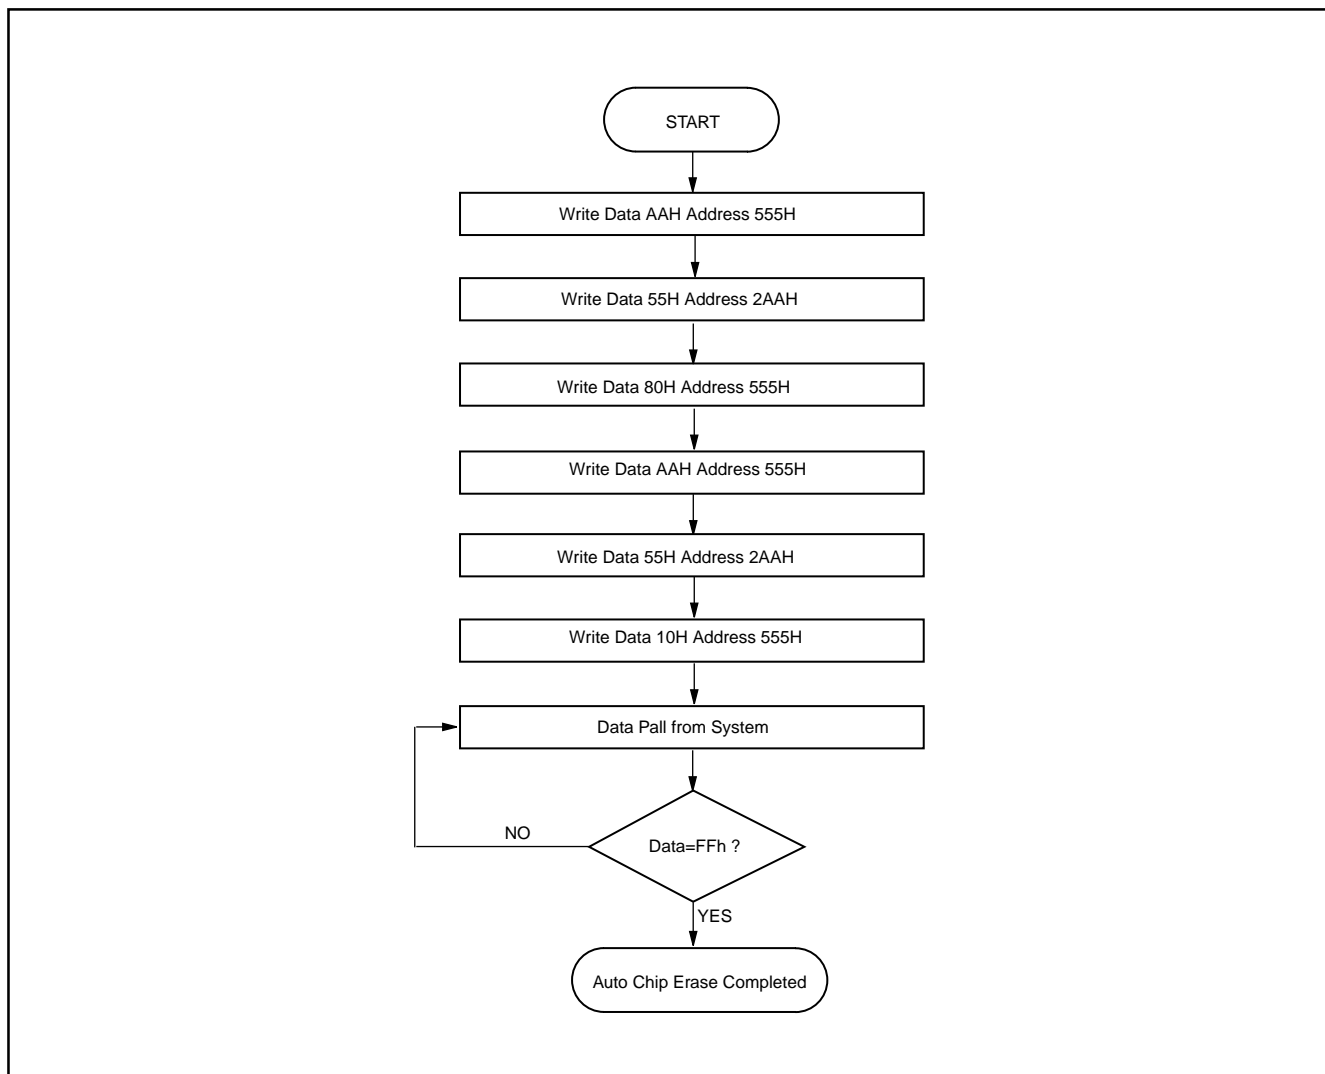 START
Write Data AAH Address 555H
Write Data 55H Address 2AAH
Write Data 80H Address 555H
Write Data AAH Address 555H
Write Data 55H Address 2AAH
Write Data 10H Address 555H
Data Pall from System
NO
Data=FFh ?
YES
Auto Chip Erase Completed